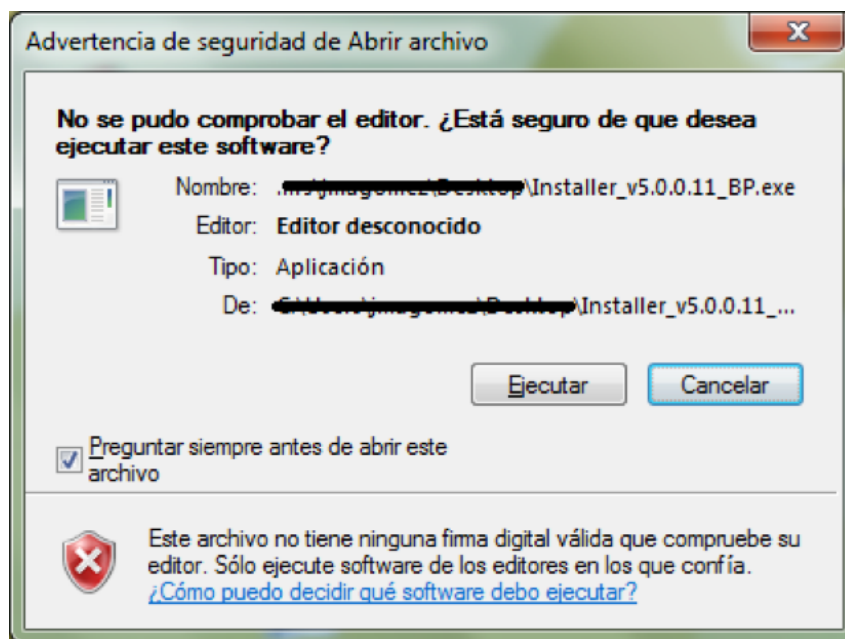 Advertencia de seguridad de Abrir archivo
No se pudo comprobar el editor. ¿Está seguro de que desea
ejecutar este software?
Nombre: \Installer_v5.0.0.11_BP.exe
Editor: Editor desconocido
Tipo: Aplicación
De: \Installer_v5.0.0.11_...
Ejecutar Cancelar
Preguntar siempre antes de abrir este
archivo
Este archivo no tiene ninguna firma digital válida que compruebe su
editor. Sólo ejecute software de los editores en los que confía.
¿Cómo puedo decidir qué software debo ejecutar?